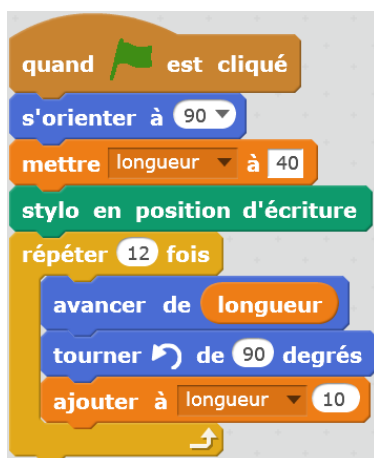 quand est cliqué
s'orienter à 90
mettre longueur à 40
stylo en position d'écriture
répéter 12 fois
avancer de longueur
tourner de 90 degrés
ajouter à longueur 10